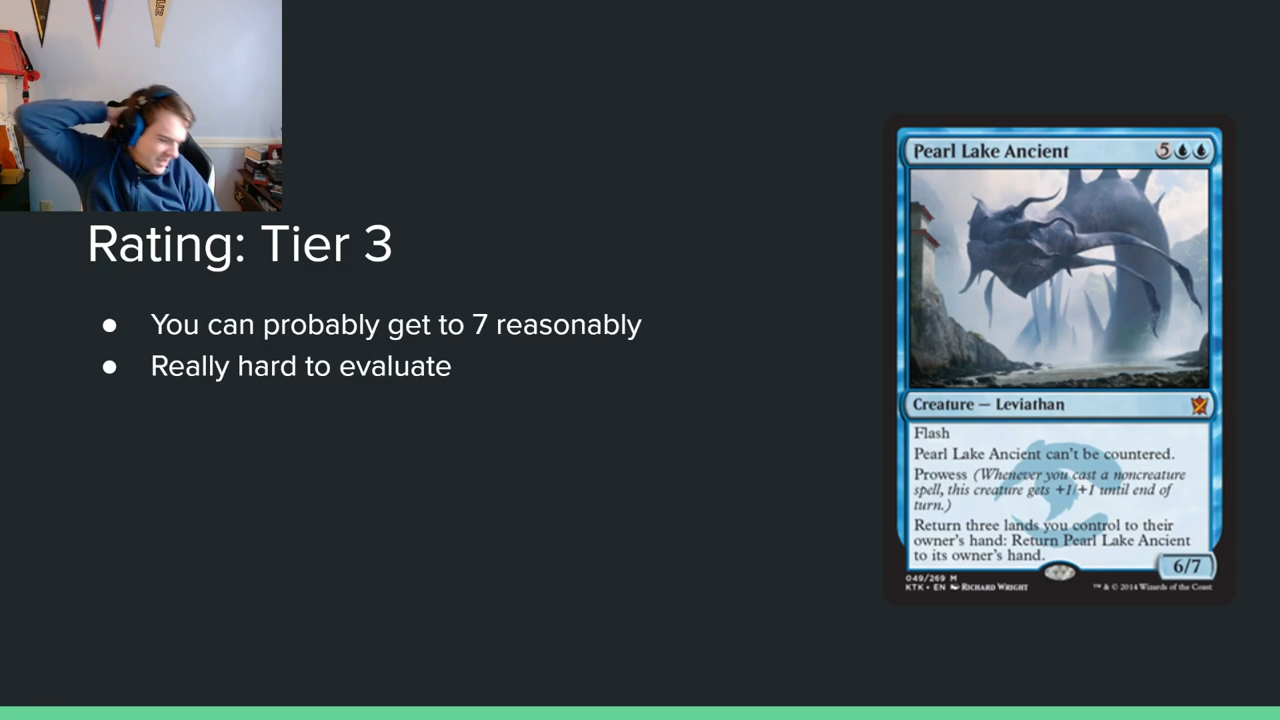 Rating: Tier 3
● You can probably get to 7 reasonably
● Really hard to evaluate
Pearl Lake Ancient 5
Creature — Leviathan
Flash
Pearl Lake Ancient can't be countered.
Prowess (Whenever you cast a noncreature
spell, this creature gets +1/+1 until end of
turn.)
Return three lands you control to their
owner's hand: Return Pearl Lake Ancient
to its owner's hand.
6/7
049/269 M
KTK • EN Richard Wright
™ & © 2014 Wizards of the Coast